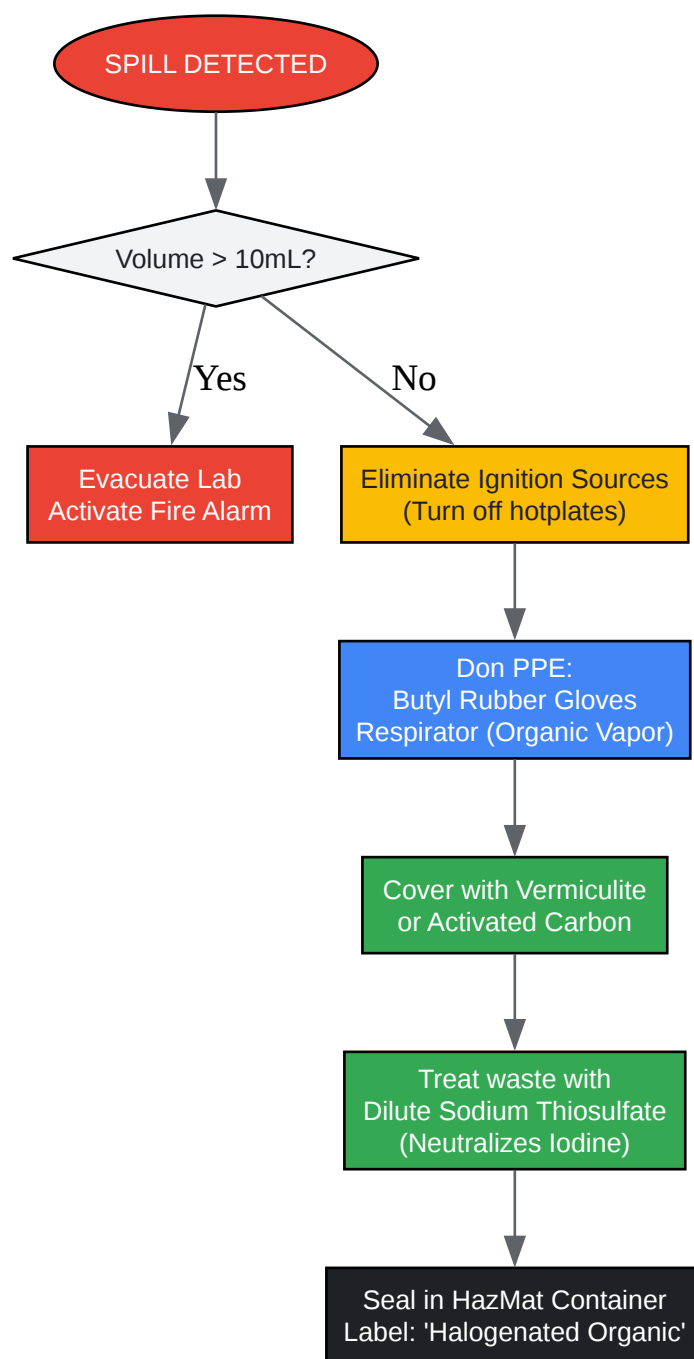 SPILL DETECTED
Volume > 10mL?
Yes
No
Evacuate Lab
Activate Fire Alarm
Eliminate Ignition Sources
(Turn off hotplates)
Don PPE:
Butyl Rubber Gloves
Respirator (Organic Vapor)
Cover with Vermiculite
or Activated Carbon
Treat waste with
Dilute Sodium Thiosulfate
(Neutralizes Iodine)
Seal in HazMat Container
Label: 'Halogenated Organic'